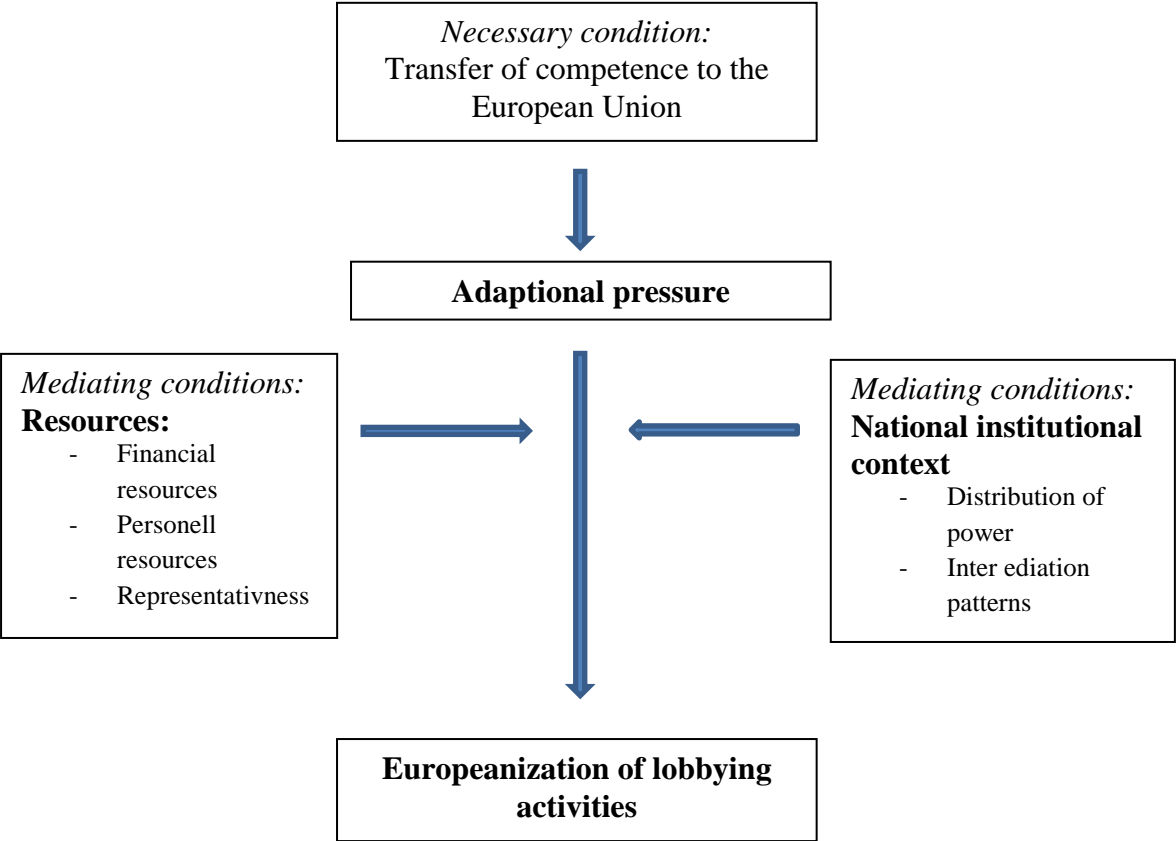 Necessary condition:
Transfer of competence to the
European Union
Adaptional pressure
Mediating conditions:
Resources:
- Financial
resources
- Personell
resources
- Representativness
Mediating conditions:
National institutional
context
- Distribution of
power
- Inter ediation
patterns
Europeanization of lobbying
activities